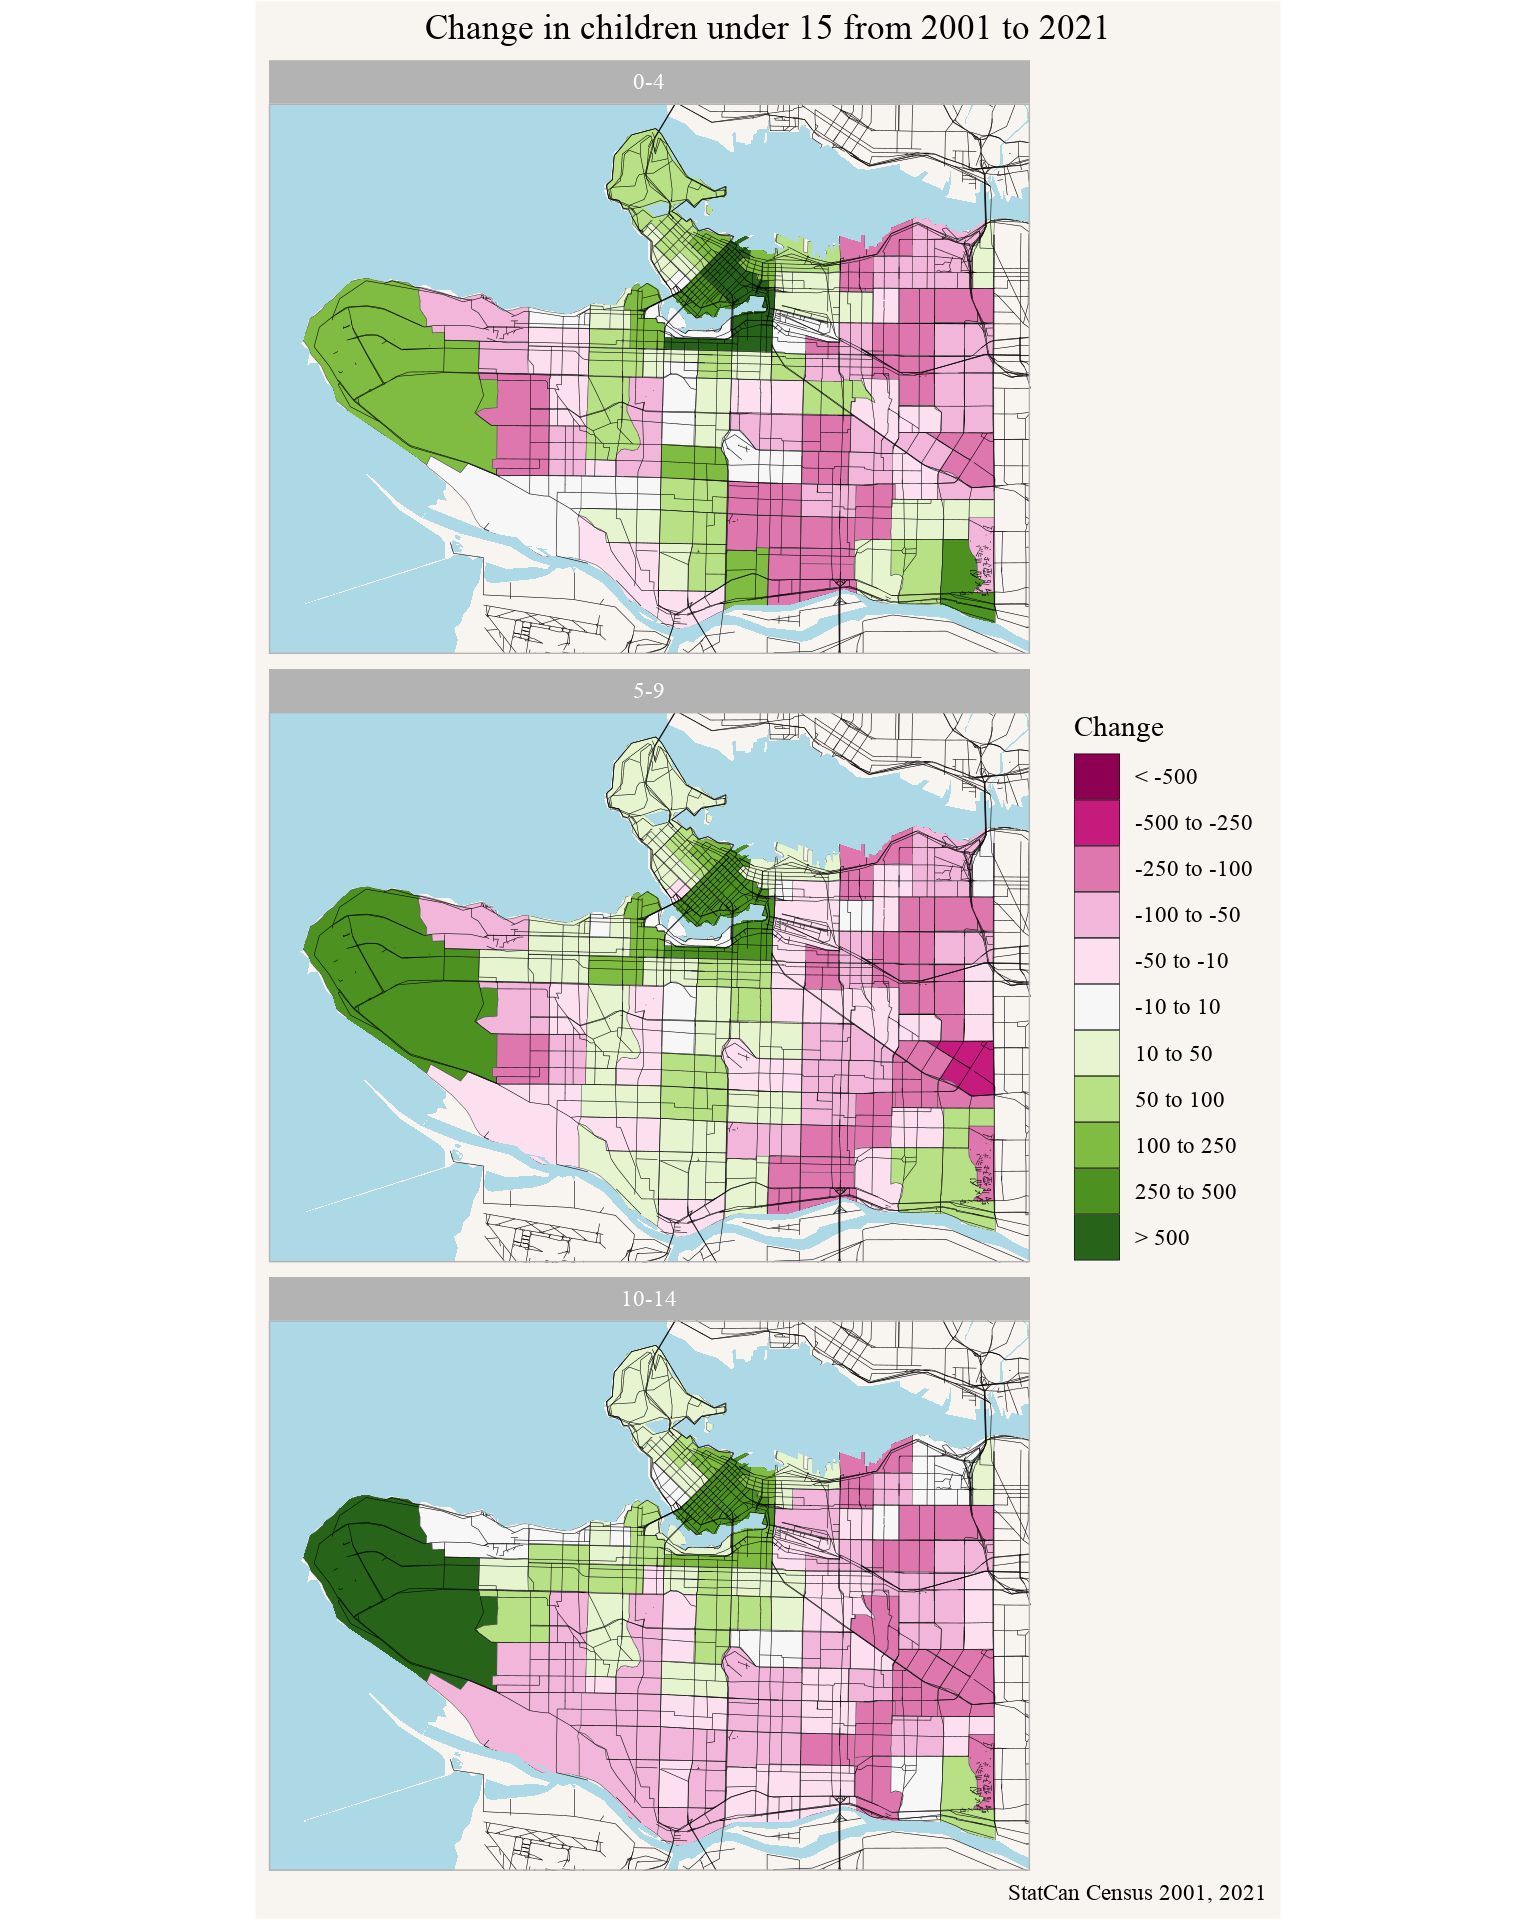 Change in children under 15 from 2001 to 2021
0-4
5-9
Change
< -500
-500 to -250
-250 to -100
-100 to -50
-50 to -10
-10 to 10
10 to 50
50 to 100
100 to 250
250 to 500
> 500
10-14
StatCan Census 2001, 2021